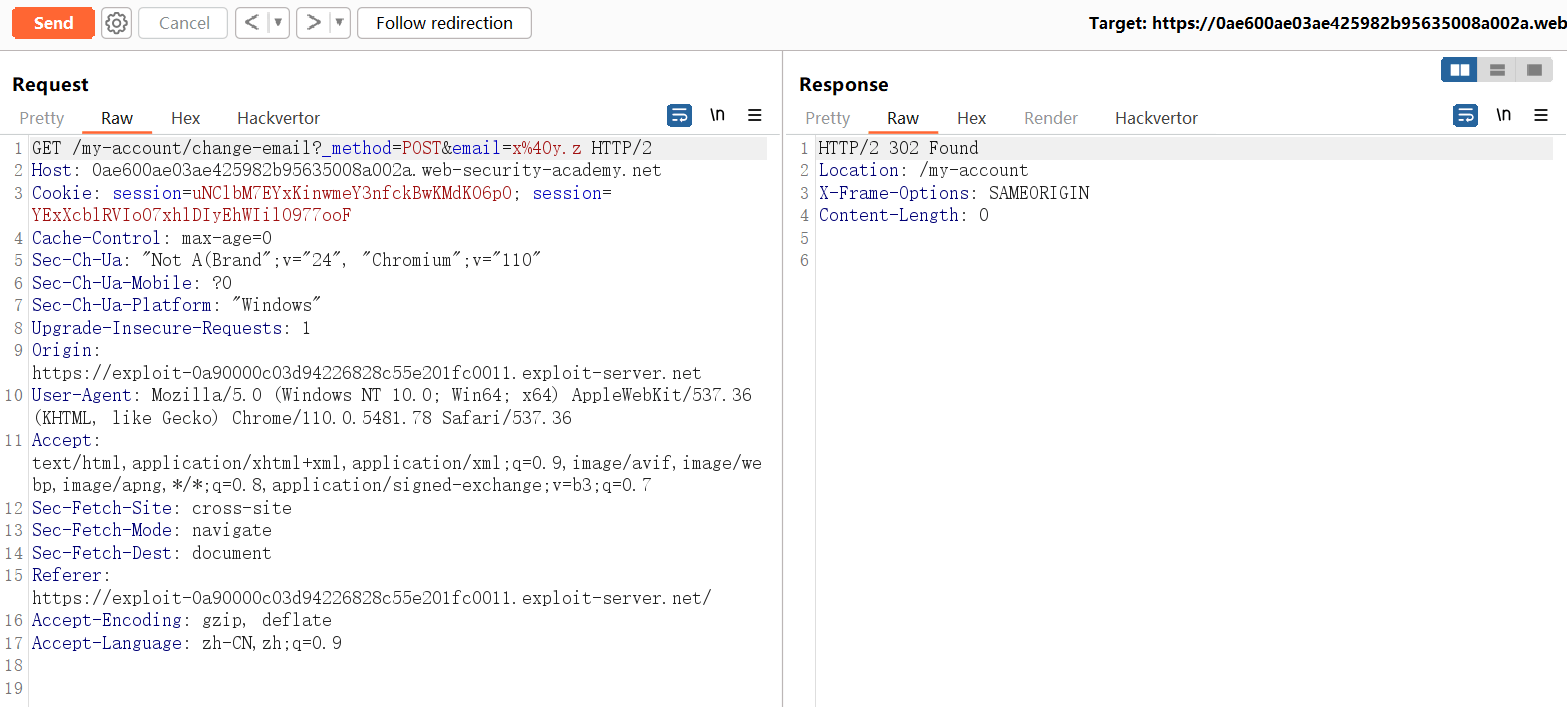 Send Cancel < ▼ > ▼ Follow redirection Target: https://0ae600ae03ae425982b95635008a002a.web
Request
Pretty Raw Hex Hackvertor \n ☰
1 GET /my-account/change-email?_method=POST&email=x%40y.z HTTP/2
2 Host: 0ae600ae03ae425982b95635008a002a.web-security-academy.net
3 Cookie: session=uNClbM7EYxKinwmeY3nfckBwKMdKO6pO; session=
YExXcblRVIoO7xhlDIyEhWIilO977ooF
4 Cache-Control: max-age=0
5 Sec-Ch-Ua: "Not A(Brand";v="24", "Chromium";v="110"
6 Sec-Ch-Ua-Mobile: ?0
7 Sec-Ch-Ua-Platform: "Windows"
8 Upgrade-Insecure-Requests: 1
9 Origin:
https://exploit-0a90000c03d94226828c55e201fc0011.exploit-server.net
10 User-Agent: Mozilla/5.0 (Windows NT 10.0; Win64; x64) AppleWebKit/537.36
(KHTML, like Gecko) Chrome/110.0.5481.78 Safari/537.36
11 Accept:
text/html,application/xhtml+xml,application/xml;q=0.9,image/avif,image/we
bp,image/apng,*/*;q=0.8,application/signed-exchange;v=b3;q=0.7
12 Sec-Fetch-Site: cross-site
13 Sec-Fetch-Mode: navigate
14 Sec-Fetch-Dest: document
15 Referer:
https://exploit-0a90000c03d94226828c55e201fc0011.exploit-server.net/
16 Accept-Encoding: gzip, deflate
17 Accept-Language: zh-CN,zh;q=0.9
18
19
Response
Pretty Raw Hex Render Hackvertor \n ☰
1 HTTP/2 302 Found
2 Location: /my-account
3 X-Frame-Options: SAMEORIGIN
4 Content-Length: 0
5
6